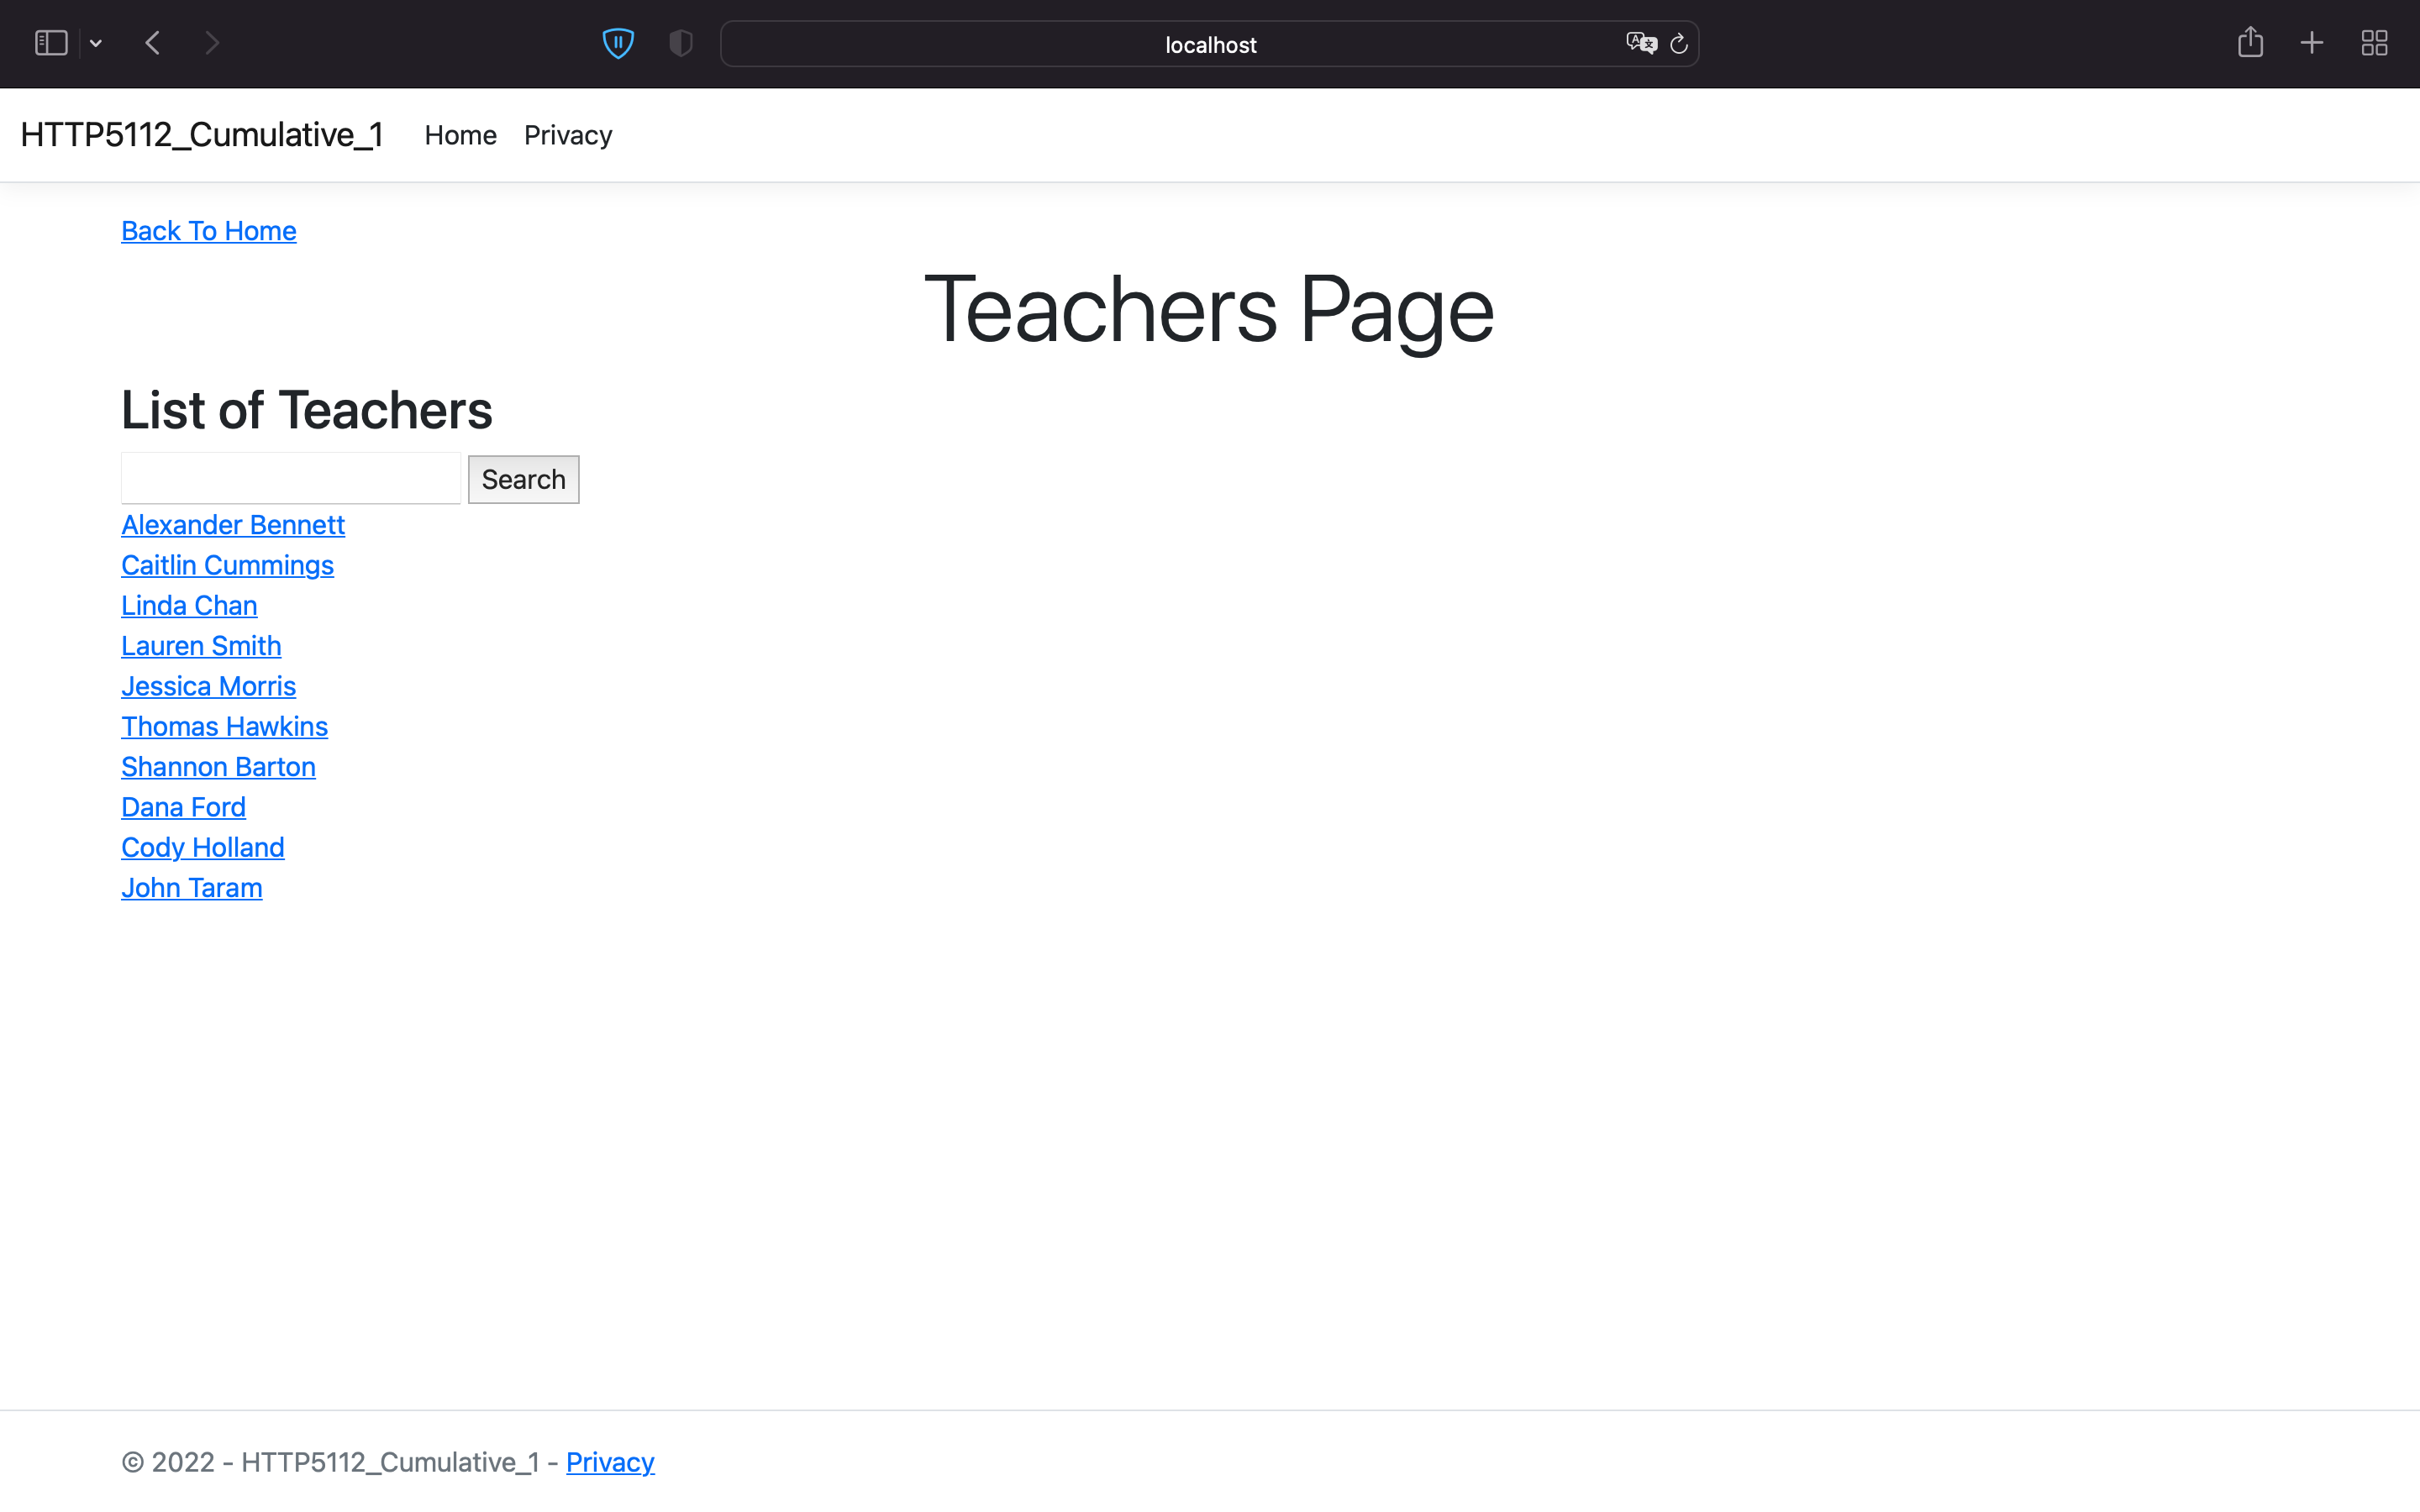 localhost
HTTP5112_Cumulative_1 Home Privacy
Back To Home
Teachers Page
List of Teachers
Search
Alexander Bennett
Caitlin Cummings
Linda Chan
Lauren Smith
Jessica Morris
Thomas Hawkins
Shannon Barton
Dana Ford
Cody Holland
John Taram
© 2022 - HTTP5112_Cumulative_1 - Privacy